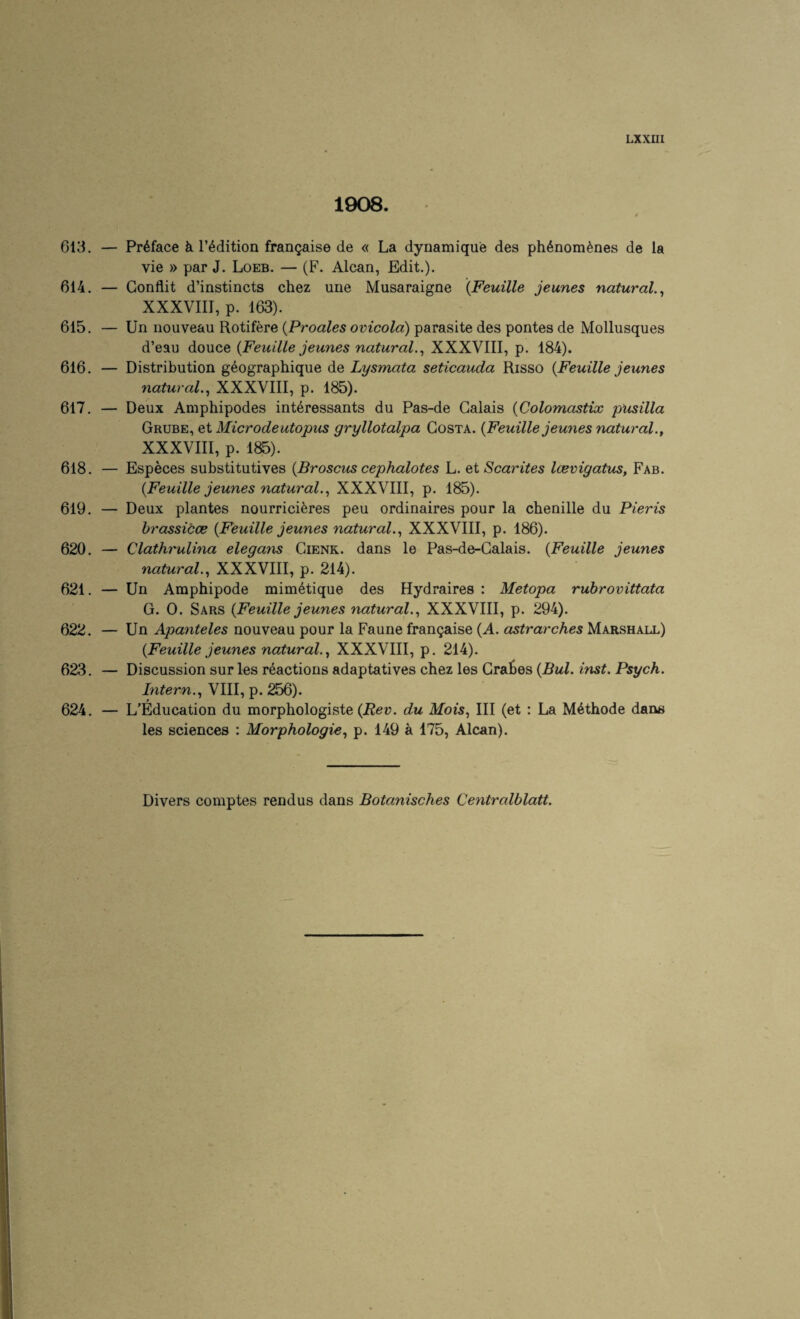 LXXIII
1908.
613. — Préface à l'édition française de « La dynamique des phénomènes de la
vie » par J. Loeb. — (F. Alcan, Edit.).
614. — Conflit d'instincts chez une Musaraigne (Feuille jeunes natural.,
XXXVIII, p. 163).
615. — Un nouveau Rotifère (Proales ovicola) parasite des pontes de Mollusques
d'eau douce (Feuille jeunes natural., XXXVIII, p. 184).
616. — Distribution géographique de Lysmata seticauda Risso (Feuille jeunes
natural., XXXVIII, p. 185).
617. — Deux Amphipodes intéressants du Pas-de Calais (Colomastix pusilla
Grube, et Microdeutopus gryllotalpa Costa. (Feuille jeunes natural.,
XXXVIII, p. 185).
618. — Espèces substitutives (Broscus cephalotes L. et Scarites lævigatus, Fab.
(Feuille jeunes natural., XXXVIII, p. 185).
619. — Deux plantes nourricières peu ordinaires pour la chenille du Pieris
brassicæ (Feuille jeunes natural., XXXVIII, p. 186).
620. — Clathrulina elegans Cienk. dans le Pas-de-Calais. (Feuille jeunes
natural., XXXVIII, p. 214).
621. — Un Amphipode mimétique des Hydraires : Metopa rubrovittata
G. O. Sars (Feuille jeunes natural., XXXVIII, p. 294).
622. — Un Apanteles nouveau pour la Faune française (A. astrarches Marshall)
(Feuille jeunes natural., XXXVIII, p. 214).
623. — Discussion sur les réactions adaptatives chez les Crabes (Bul. inst. Psych.
Intern., VIII, p. 256).
624. — L'Éducation du morphologiste (Rev. du Mois, III (et : La Méthode dans
les sciences : Morphologie, p. 149 à 175, Alcan).
Divers comptes rendus dans Botanisches Centralblatt.